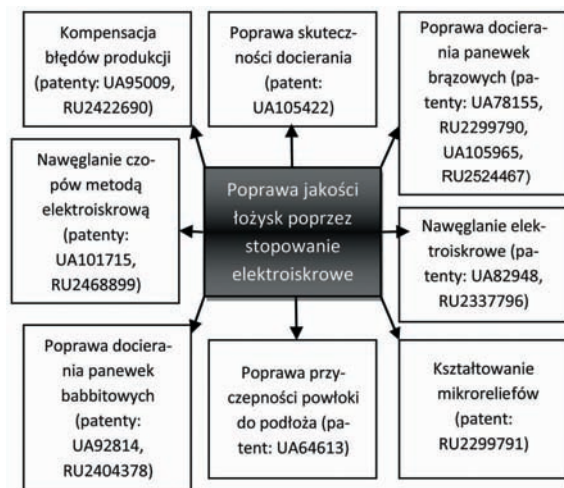 Kompensacja
błędów produkcji
(patenty: UA95009,
RU2422690)
Poprawa skutecz-
ności docierania
(patent:
UA105422)
Poprawa dociera-
nia panewek
brązowych (pa-
tenty: UA78155,
RU2299790,
UA105965,
RU2524467)
Nawęglanie czo-
pów metodą
elektroiskrową
(patenty:
UA101715,
RU2468899)
Poprawa jakości
łożysk poprzez
stopowanie
elektroiskrowe
Nawęglanie elek-
troiskrowe (pa-
tenty: UA82948,
RU2337796)
Poprawa dociera-
nia panewek
babbitowych
(patenty:
UA92814,
RU2404378)
Poprawa przy-
czepności powłoki
do podłoża (pa-
tent: UA64613)
Kształtowanie
mikroreliefów
(patent:
RU2299791)